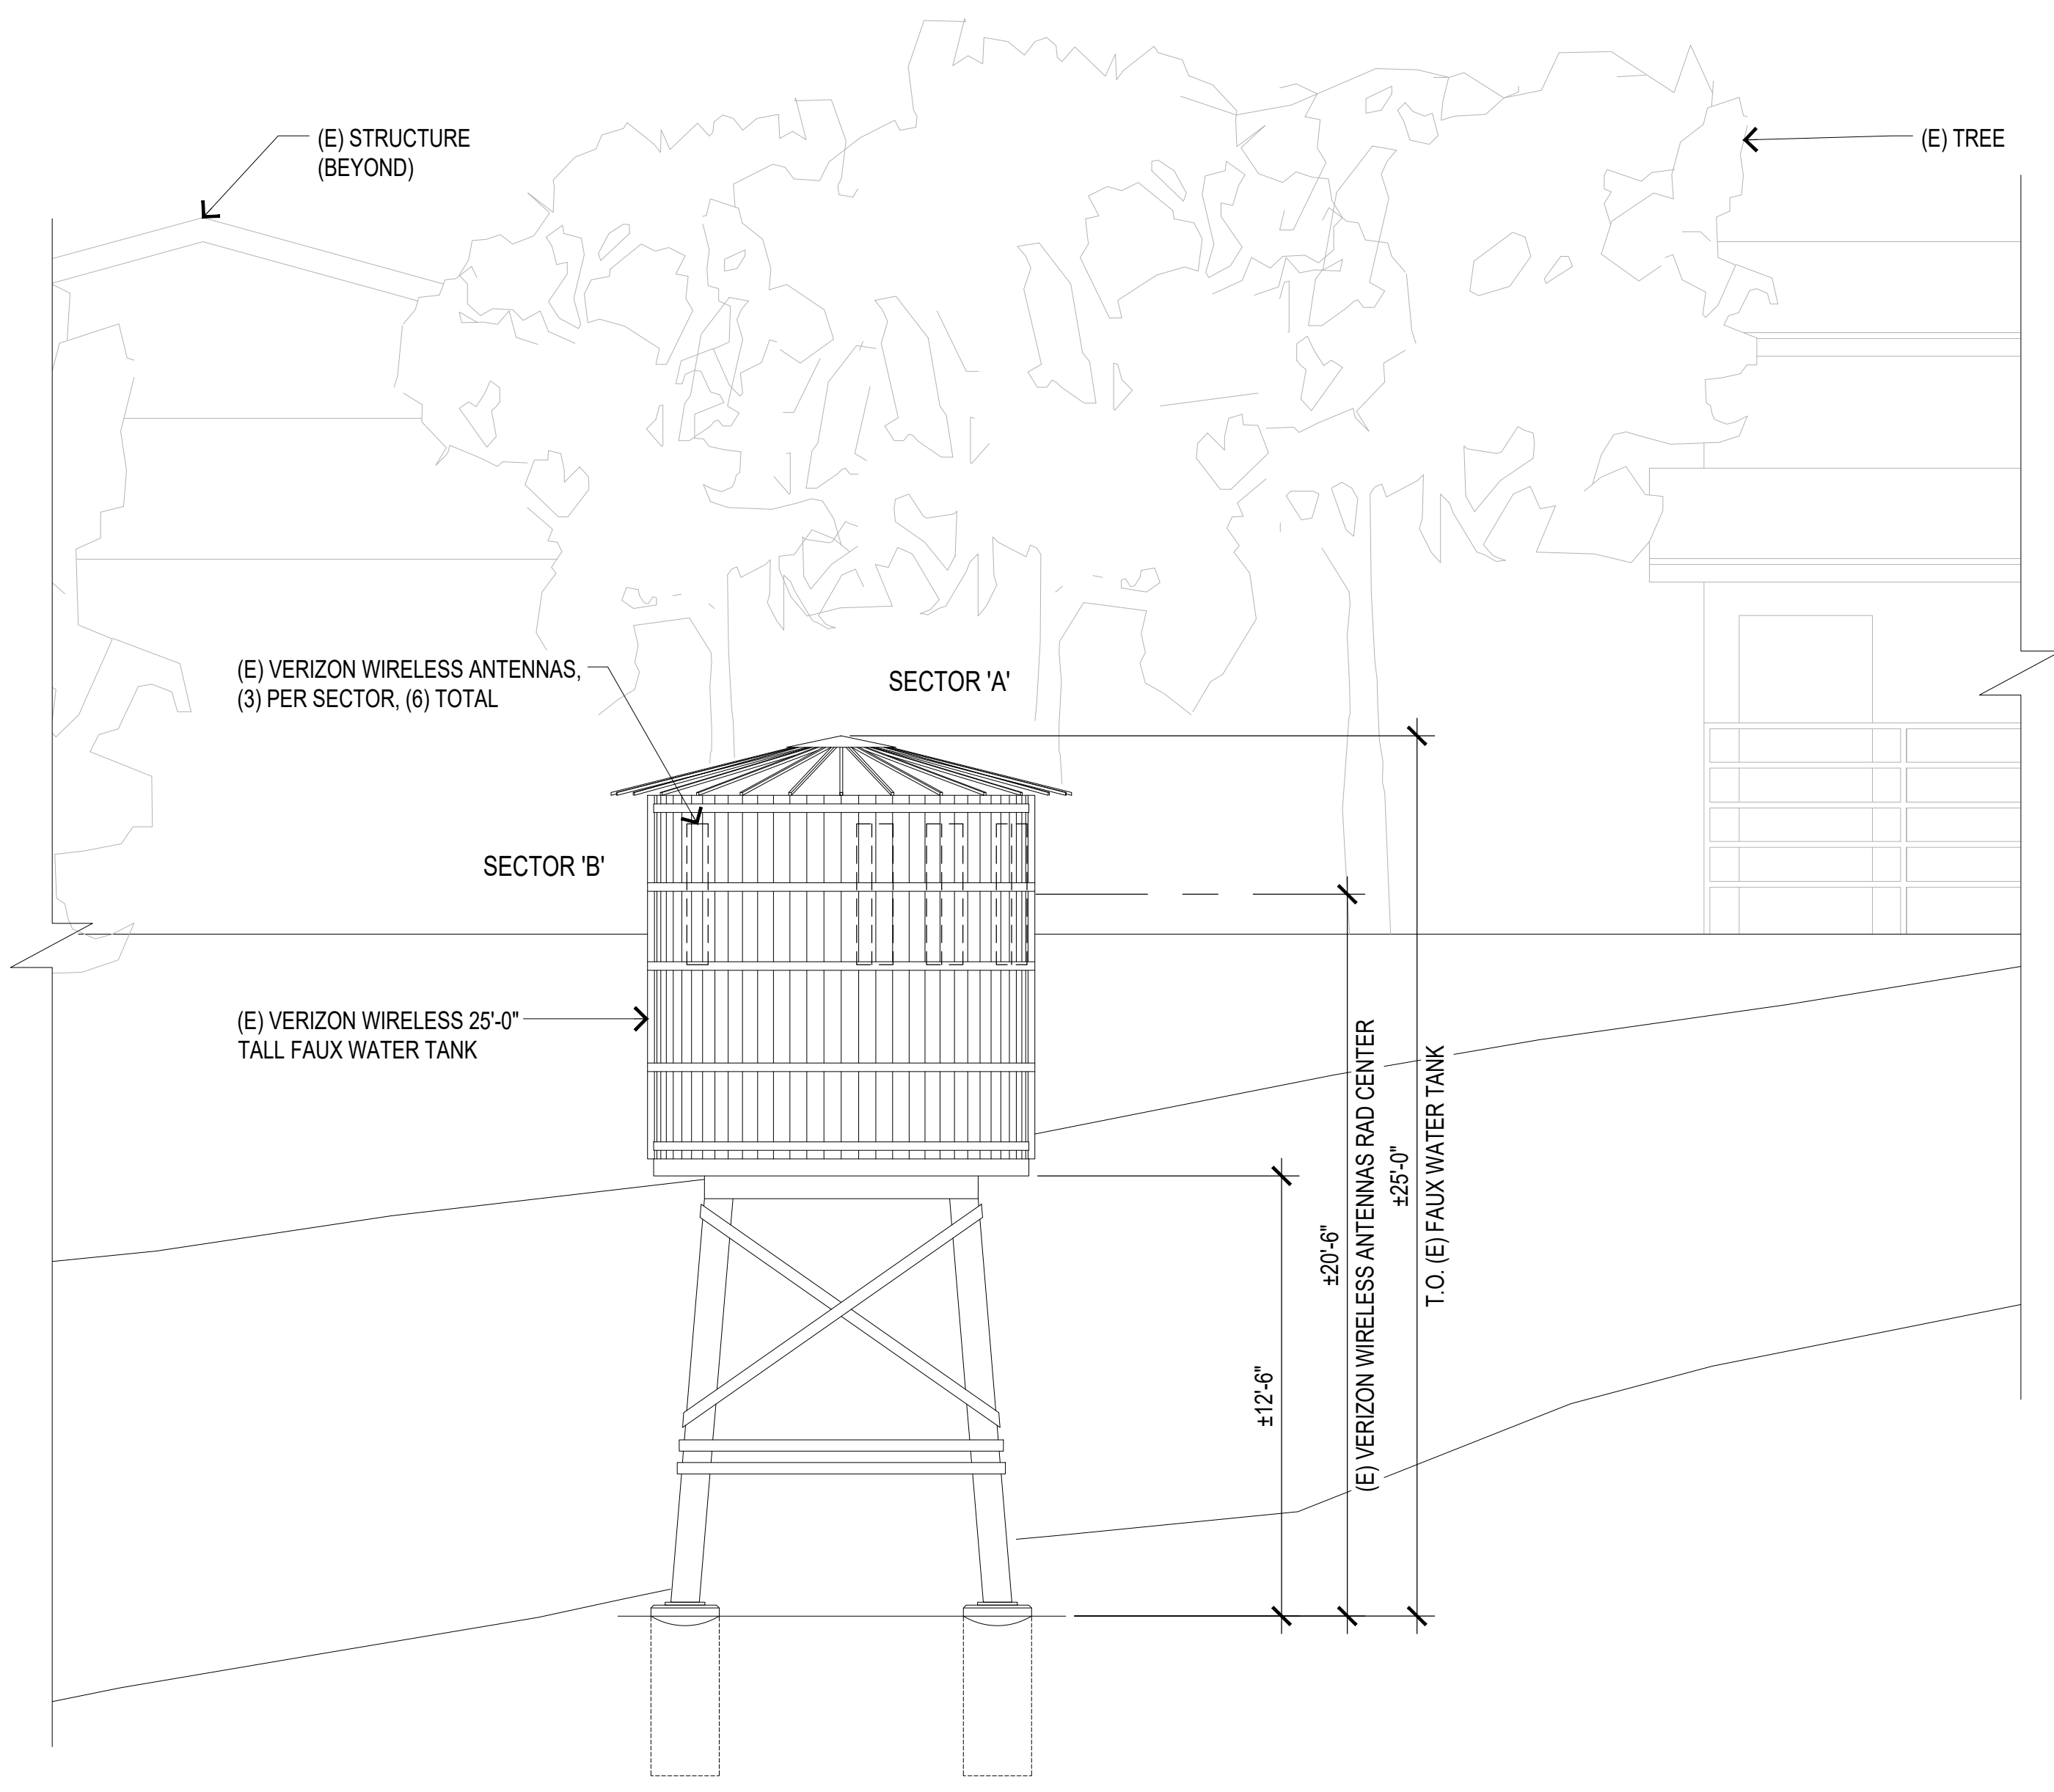 (E) STRUCTURE
(BEYOND)
(E) TREE
(E) VERIZON WIRELESS ANTENNAS,
(3) PER SECTOR, (6) TOTAL
SECTOR 'A'
SECTOR 'B'
(E) VERIZON WIRELESS 25'-0"
TALL FAUX WATER TANK
±12'-6"
±20'-6"
(E) VERIZON WIRELESS ANTENNAS RAD CENTER
±25'-0"
T.O. (E) FAUX WATER TANK